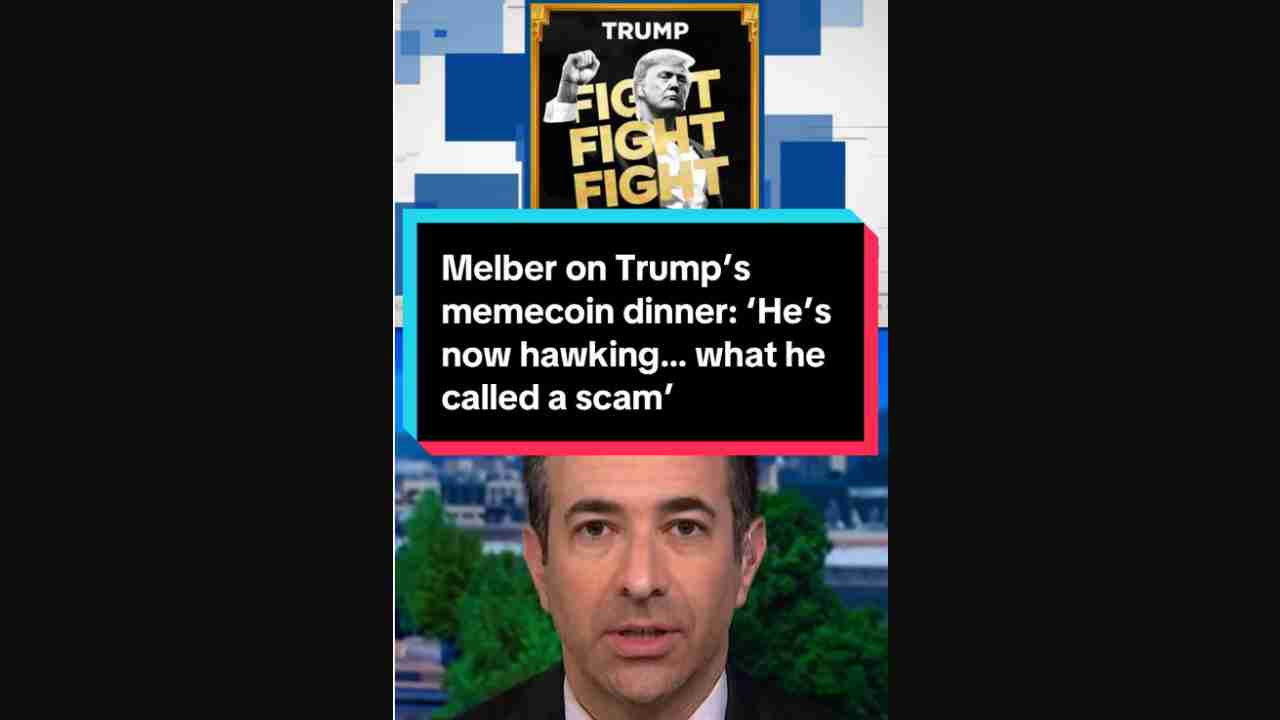 TRUMP
FIGHT
FIGHT
FIGHT
Melber on Trump’s
memecoin dinner: ‘He’s
now hawking... what he
called a scam’